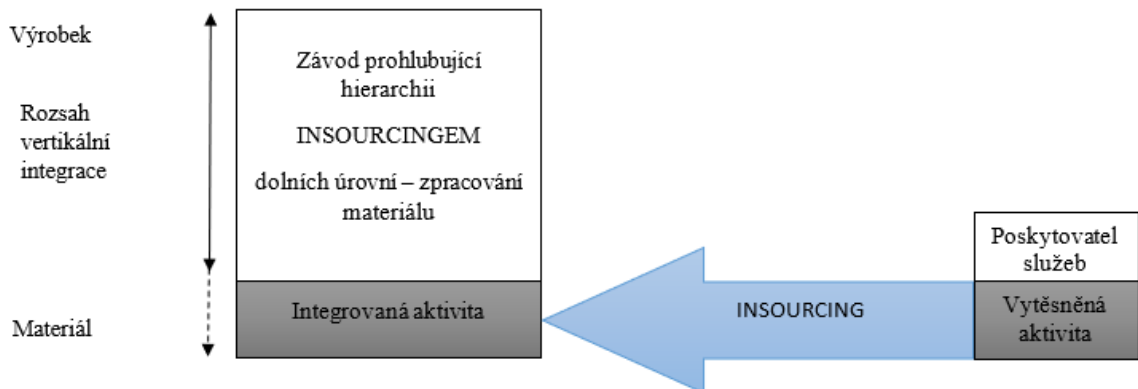 Výrobek
Rozsah
vertikální
integrace
Materiál
Závod prohlubující
hierarchii
INSOURCINGEM
dolních úrovní – zpracování
materiálu
Integrovaná aktivita
INSOURCING
Poskytovatel
služeb
Vytěsněná
aktivita